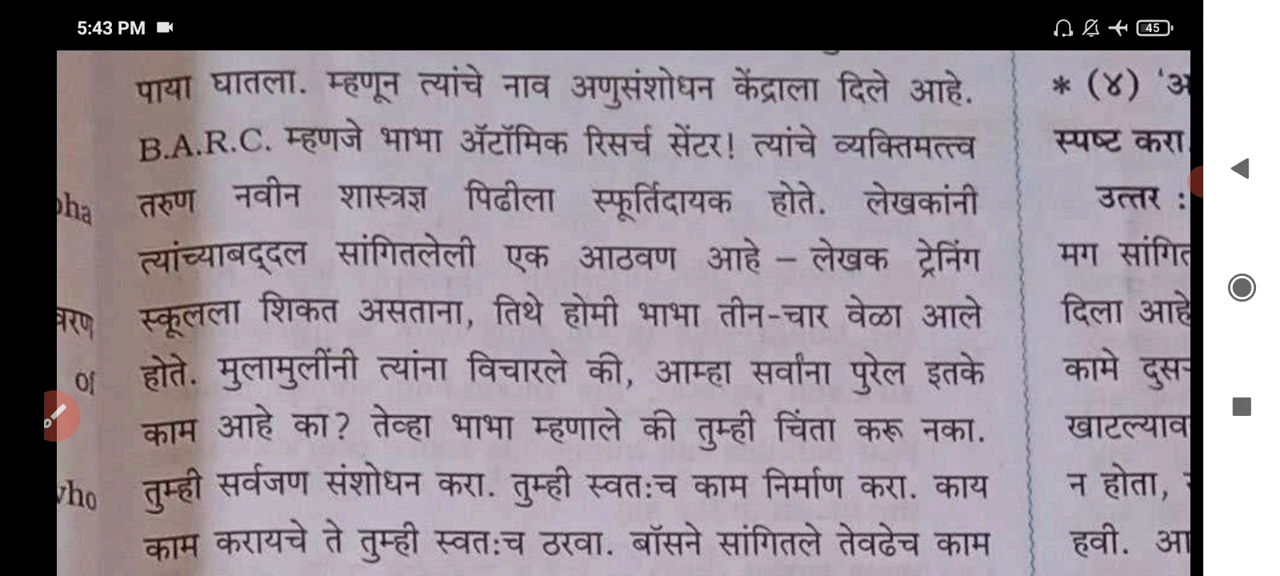 5:43 PM
45
पाया घातला. म्हणून त्यांचे नाव अणुसंशोधन केंद्राला दिले आहे.
B.A.R.C. म्हणजे भाभा ॲटॉमिक रिसर्च सेंटर! त्यांचे व्यक्तिमत्त्व
तरुण नवीन शास्त्रज्ञ पिढीला स्फूर्तिदायक होते. लेखकांनी
त्यांच्याबद्दल सांगितलेली एक आठवण आहे – लेखक ट्रेनिंग
स्कूलला शिकत असताना, तिथे होमी भाभा तीन-चार वेळा आले
होते. मुलामुलींनी त्यांना विचारले की, आम्हा सर्वांना पुरेल इतके
काम आहे का? तेव्हा भाभा म्हणाले की तुम्ही चिंता करू नका.
तुम्ही सर्वजण संशोधन करा. तुम्ही स्वतःच काम निर्माण करा. काय
काम करायचे ते तुम्ही स्वतःच ठरवा. बॉसने सांगितले तेवढेच काम
* (४) 'अ
स्पष्ट करा.
उत्तर :
मग सांगित
दिला आहे
कामे दुस
खाटल्याव
न होता,
हवी. आ
of